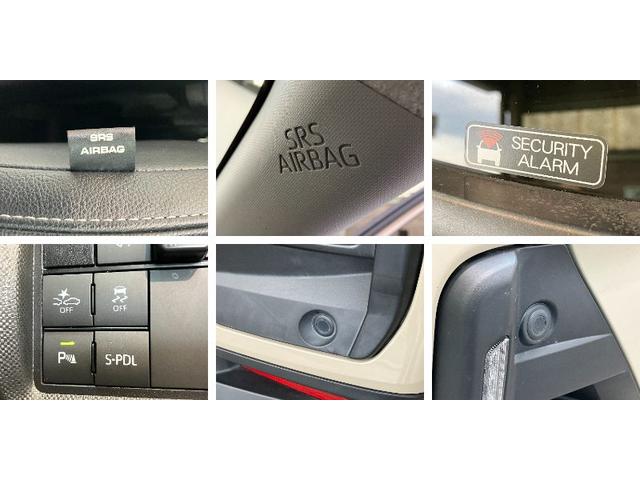 SRS
AIRBAG
SRS
AIRBAG
SECURITY
ALARM
OFF
OFF
P
S-PDL